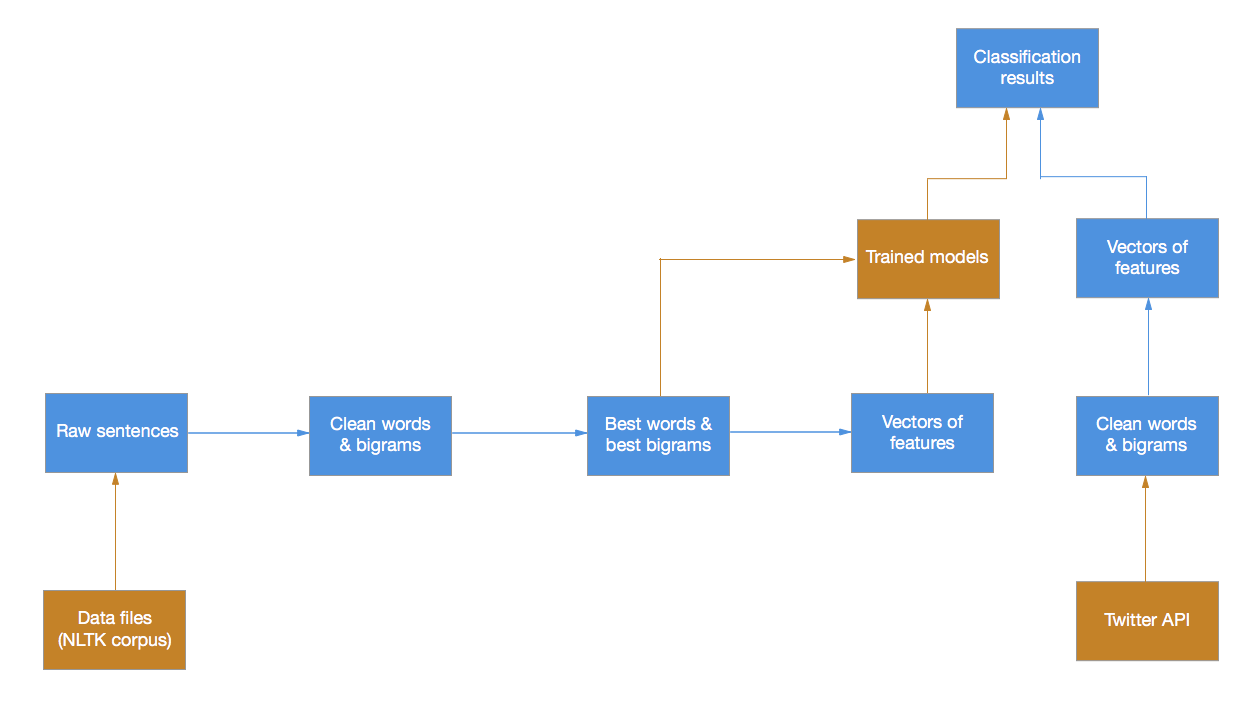 Classification
results
Trained models
Vectors of
features
Raw sentences
Clean words
& bigrams
Best words &
best bigrams
Vectors of
features
Clean words
& bigrams
Data files
(NLTK corpus)
Twitter API